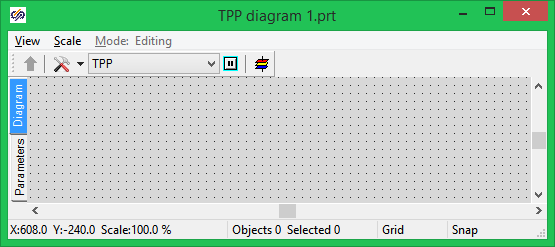 TPP diagram 1.prt
View Scale Mode: Editing
TPP
Diagram
Parameters
X:608.0 Y:-240.0 Scale:100.0 % Objects 0 Selected 0 Grid Snap